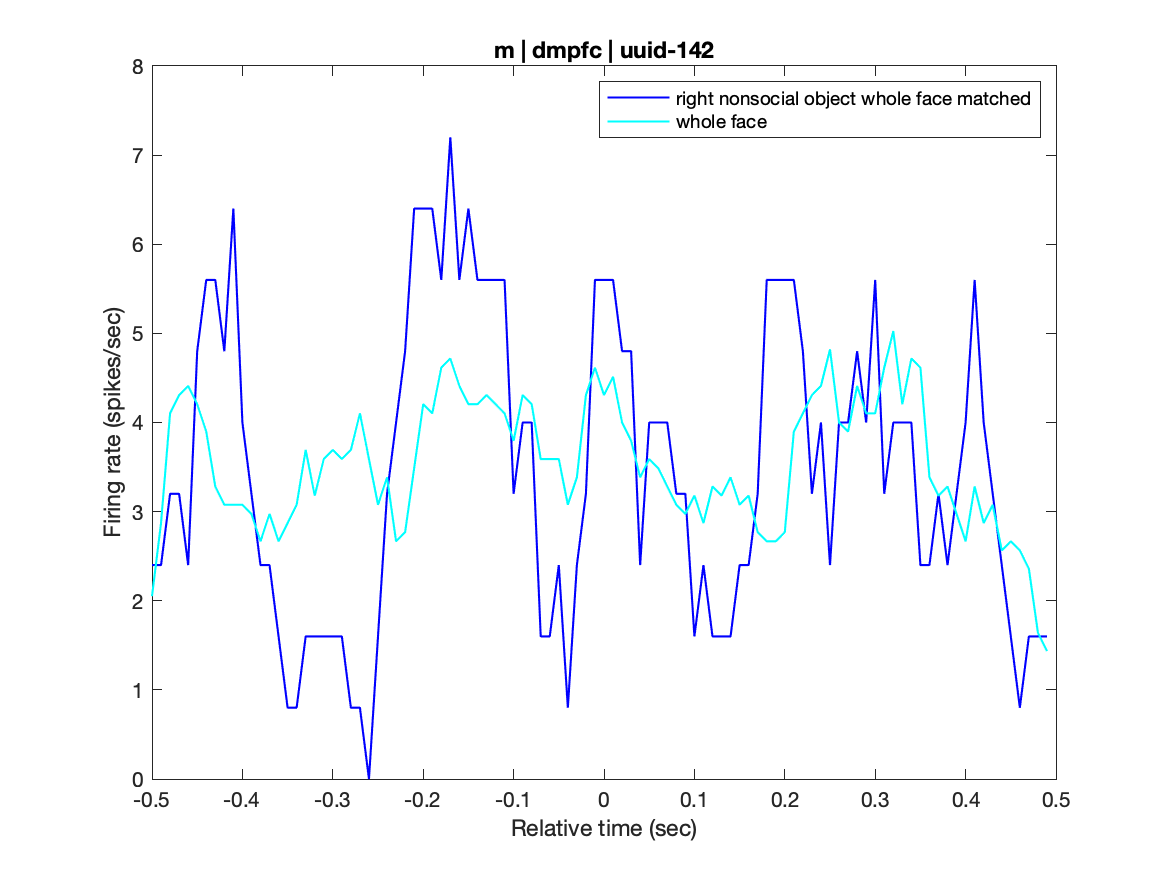 m | dmpfc | uuid-142
right nonsocial object whole face matched
whole face
Firing rate (spikes/sec)
8
7
6
5
4
3
2
1
0
-0.5 -0.4 -0.3 -0.2 -0.1 0 0.1 0.2 0.3 0.4 0.5
Relative time (sec)